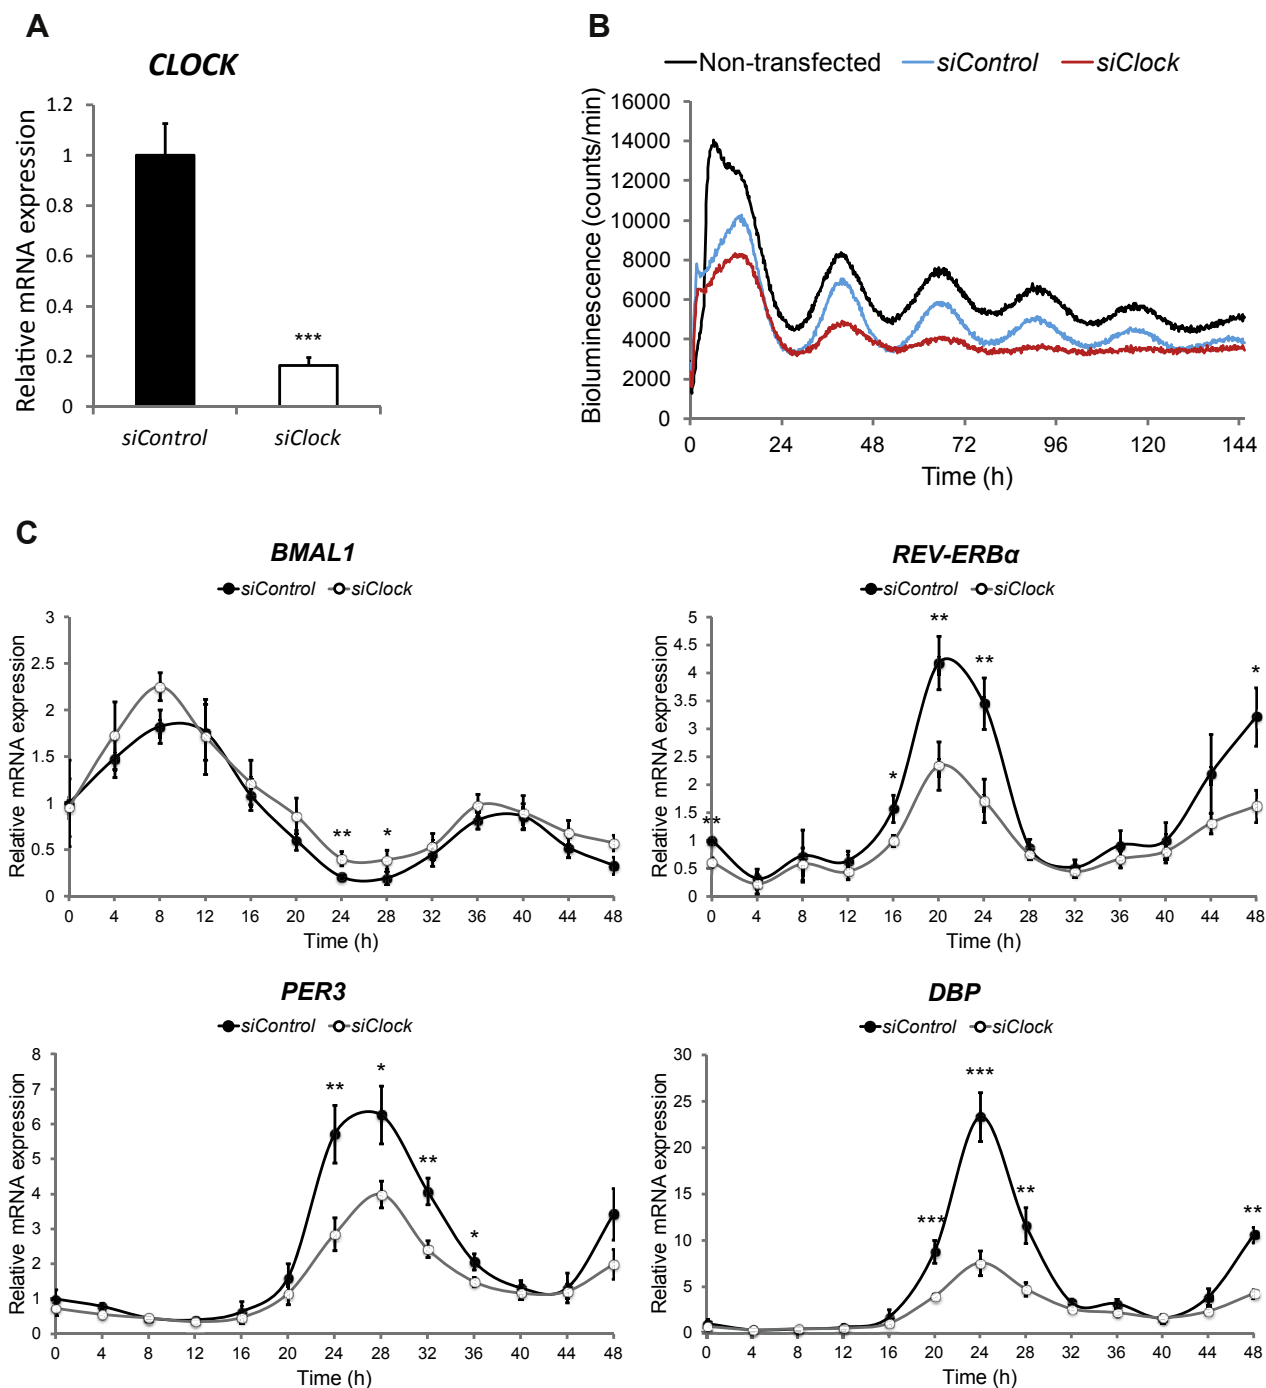 A
CLOCK
Relative mRNA expression
1.2
1
0.8
0.6
0.4
0.2
0
***
siControl
siClock
B
Non-transfected siControl siClock
Bioluminescence (counts/min)
16000
14000
12000
10000
8000
6000
4000
2000
0
0 24 48 72 96 120 144
Time (h)
C
BMAL1
siControl siClock
Relative mRNA expression
3
2.5
2
1.5
1
0.5
0
** *
0 4 8 12 16 20 24 28 32 36 40 44 48
Time (h)
REV-ERBα
siControl siClock
Relative mRNA expression
5
4.5
4
3.5
3
2.5
2
1.5
1
0.5
0
** * ** ** *
0 4 8 12 16 20 24 28 32 36 40 44 48
Time (h)
PER3
siControl siClock
Relative mRNA expression
8
7
6
5
4
3
2
1
0
** * ** *
0 4 8 12 16 20 24 28 32 36 40 44 48
Time (h)
DBP
siControl siClock
Relative mRNA expression
30
25
20
15
10
5
0
*** *** ** **
0 4 8 12 16 20 24 28 32 36 40 44 48
Time (h)